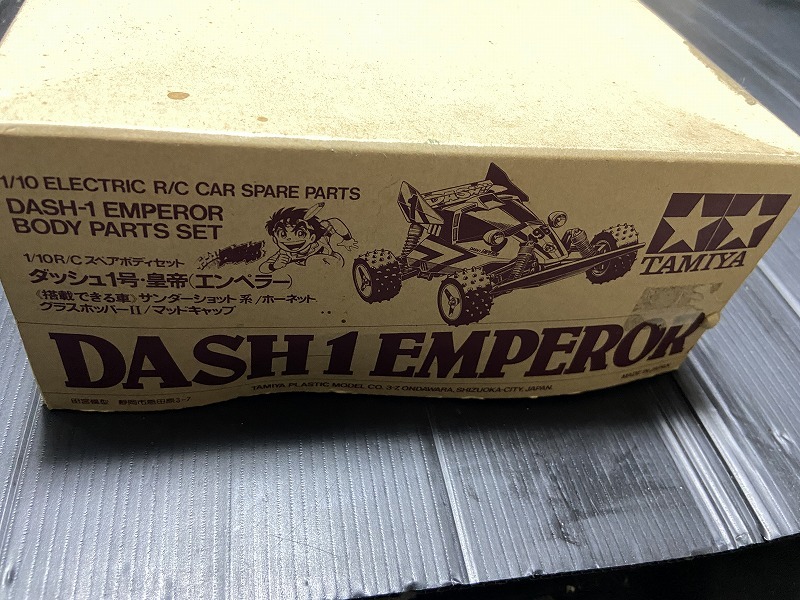 1/10 ELECTRIC R/C CAR SPARE PARTS
DASH-1 EMPEROR
BODY PARTS SET
1/10R/C スペアボディセット
ダッシュ1号・皇帝(エンペラー)
《搭載できる車》サンダーショット系/ホーネット
グラスホッパーII/マッドキャップ
TAMIYA
DASH 1 EMPEROR
TAMIYA PLASTIC MODEL CO. 3-7, ONDAWARA, SHIZUOKA-CITY, JAPAN.
MADE IN JAPAN
田宮模型 静岡市恩田原3-7